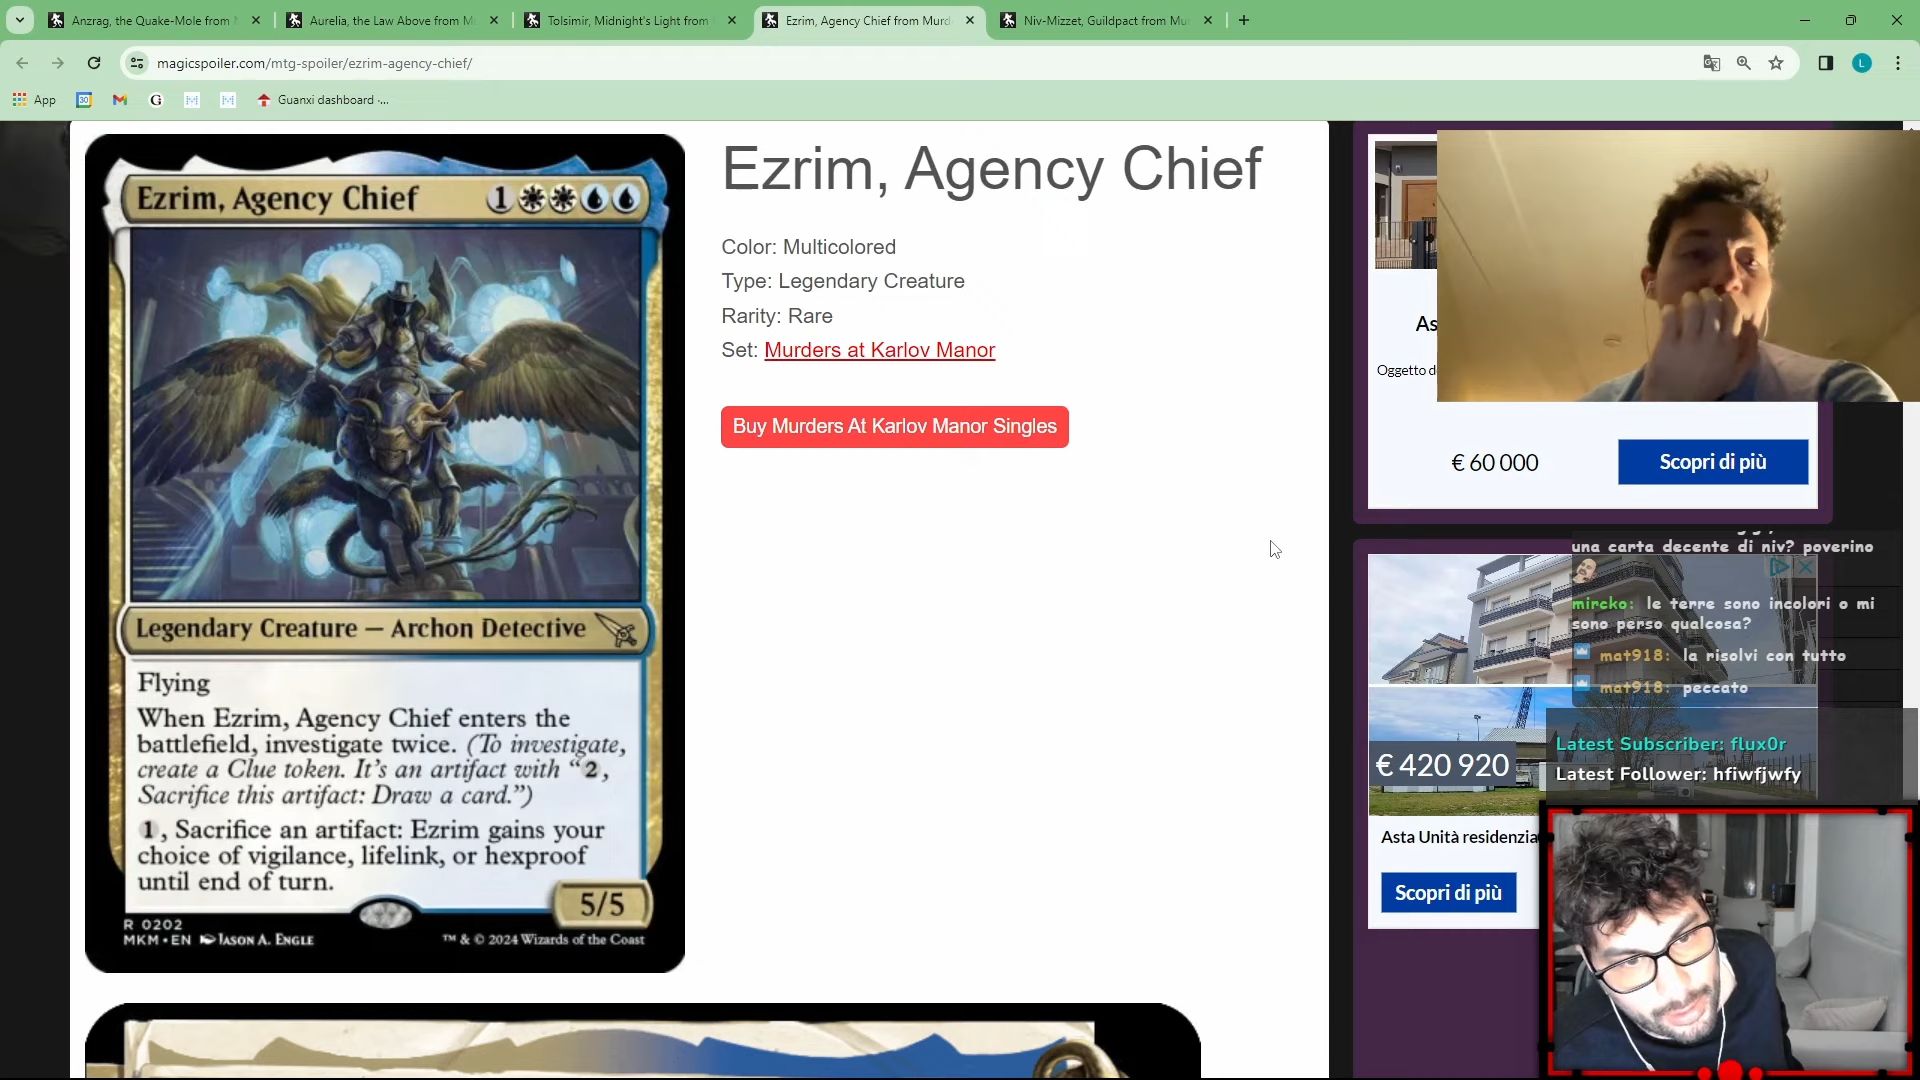 Anzrag, the Quake-Mole from
Aurelia, the Law Above from M
Tolsimir, Midnight's Light from
Ezrim, Agency Chief from Murd
Niv-Mizzet, Guildpact from Mu
magicspoiler.com/mtg-spoiler/ezrim-agency-chief/
L
App
30
G
Guanxi dashboard -...
Ezrim, Agency Chief 1
Legendary Creature — Archon Detective
Flying
When Ezrim, Agency Chief enters the
battlefield, investigate twice. (To investigate,
create a Clue token. It's an artifact with “2,
Sacrifice this artifact: Draw a card.”)
1, Sacrifice an artifact: Ezrim gains your
choice of vigilance, lifelink, or hexproof
until end of turn.
5/5
R 0202
MKM • EN JASON A. ENGLE
™ & © 2024 Wizards of the Coast
Ezrim, Agency Chief
Color: Multicolored
Type: Legendary Creature
Rarity: Rare
Set: Murders at Karlov Manor
Buy Murders At Karlov Manor Singles
As
Oggetto d
€ 60 000
Scopri di più
una carta decente di niv? poverino
mircko: le terre sono incolori o mi
sono perso qualcosa?
mat918: la risolvi con tutto
mat918: peccato
Latest Subscriber: flux0r
Latest Follower: hfiwfjwfy
€ 420 920
Asta Unità residenzia
Scopri di più